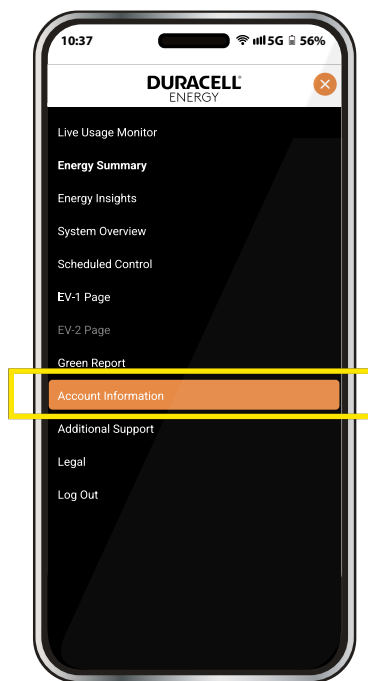 10:37 5G 56%
DURACELL
ENERGY
Live Usage Monitor
Energy Summary
Energy Insights
System Overview
Scheduled Control
EV-1 Page
EV-2 Page
Green Report
Account Information
Additional Support
Legal
Log Out